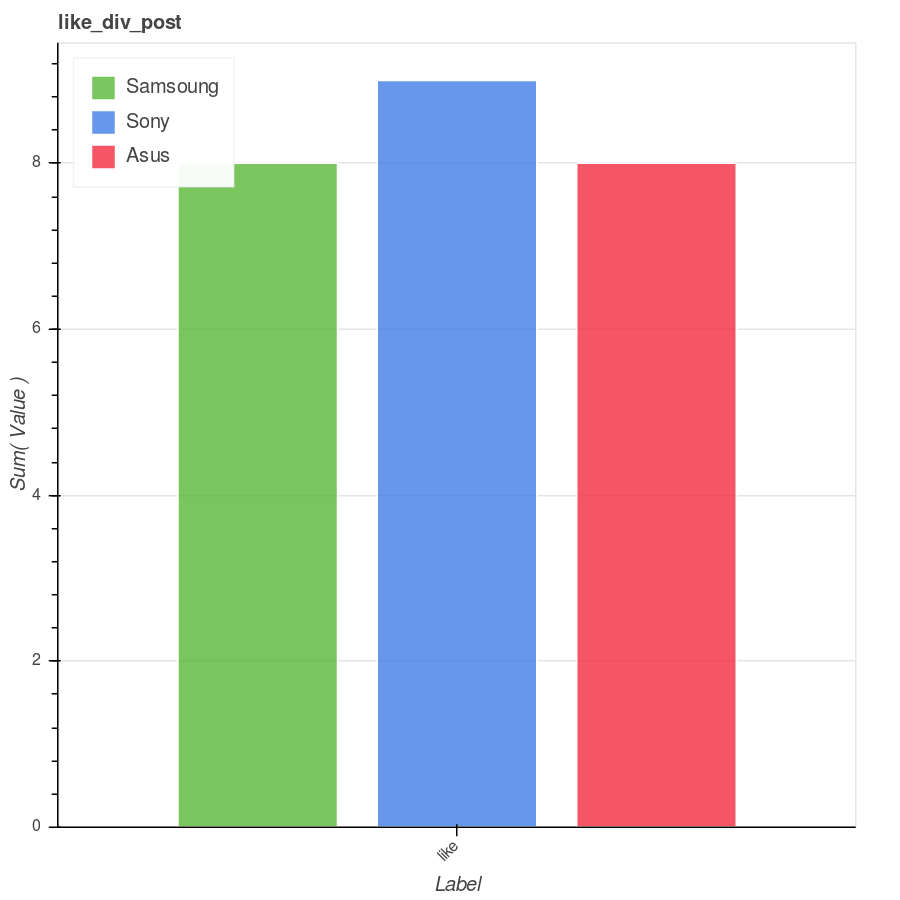 like_div_post
Samsoung
Sony
Asus
8
6
4
2
0
Sum( Value )
like
Label